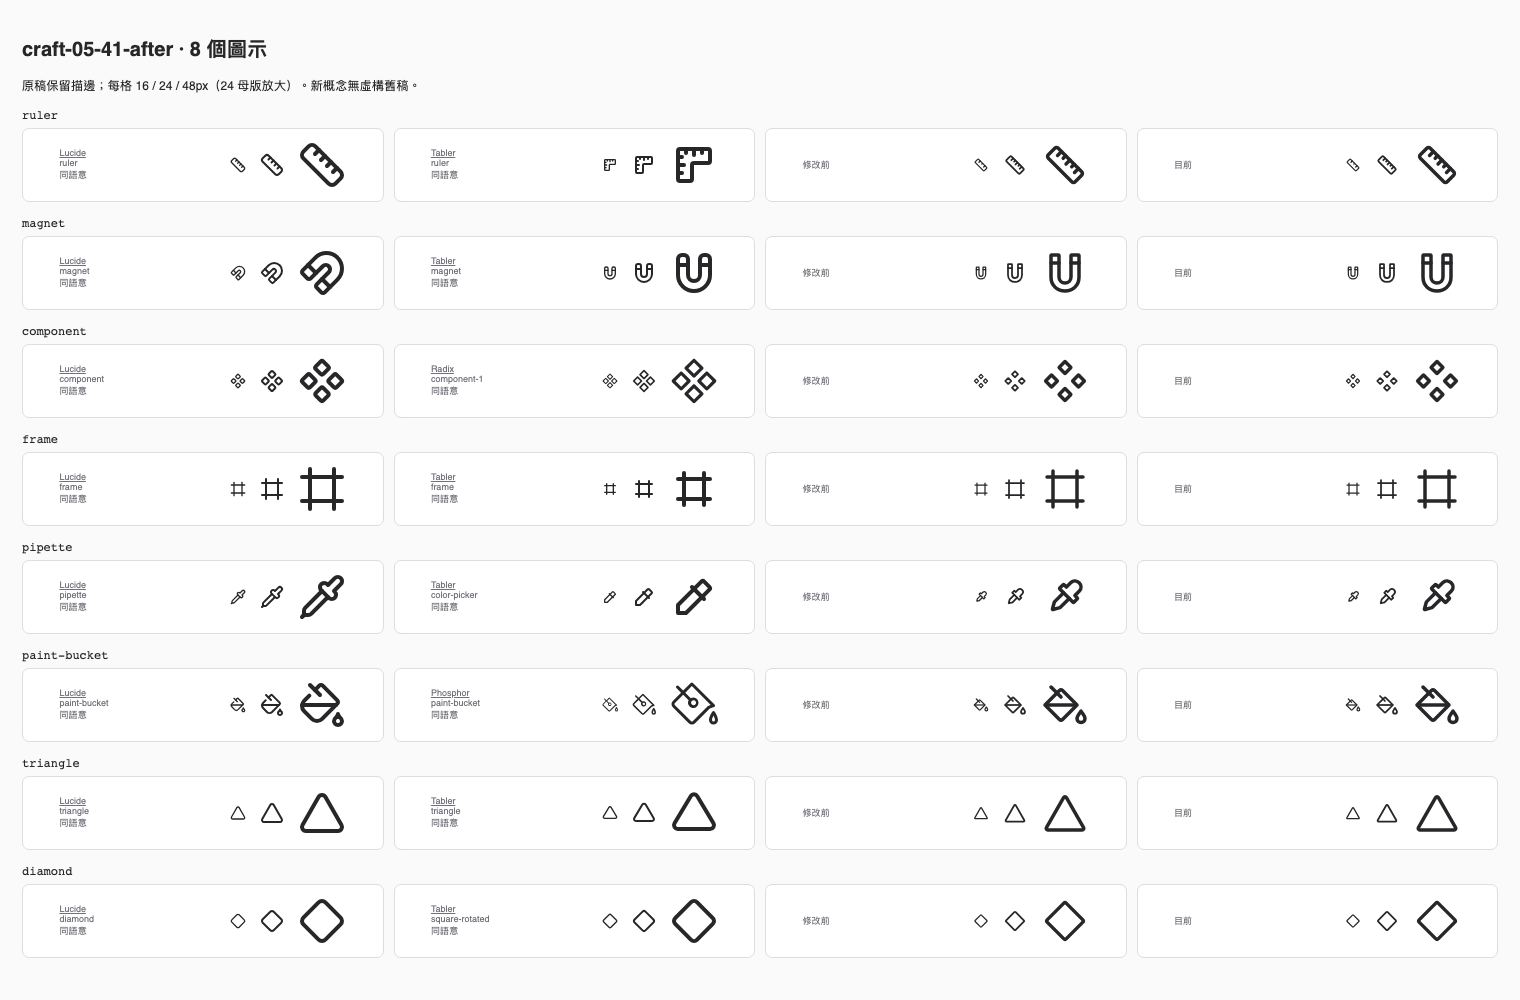 craft-05-41-after · 8 個圖示
原稿保留描邊；每格 16 / 24 / 48px（24 母版放大）。新概念無虛構舊稿。
ruler
Lucide
ruler
同語意
Tabler
ruler
同語意
修改前
目前
magnet
Lucide
magnet
同語意
Tabler
magnet
同語意
修改前
目前
component
Lucide
component
同語意
Radix
component-1
同語意
修改前
目前
frame
Lucide
frame
同語意
Tabler
frame
同語意
修改前
目前
pipette
Lucide
pipette
同語意
Tabler
color-picker
同語意
修改前
目前
paint-bucket
Lucide
paint-bucket
同語意
Phosphor
paint-bucket
同語意
修改前
目前
triangle
Lucide
triangle
同語意
Tabler
triangle
同語意
修改前
目前
diamond
Lucide
diamond
同語意
Tabler
square-rotated
同語意
修改前
目前